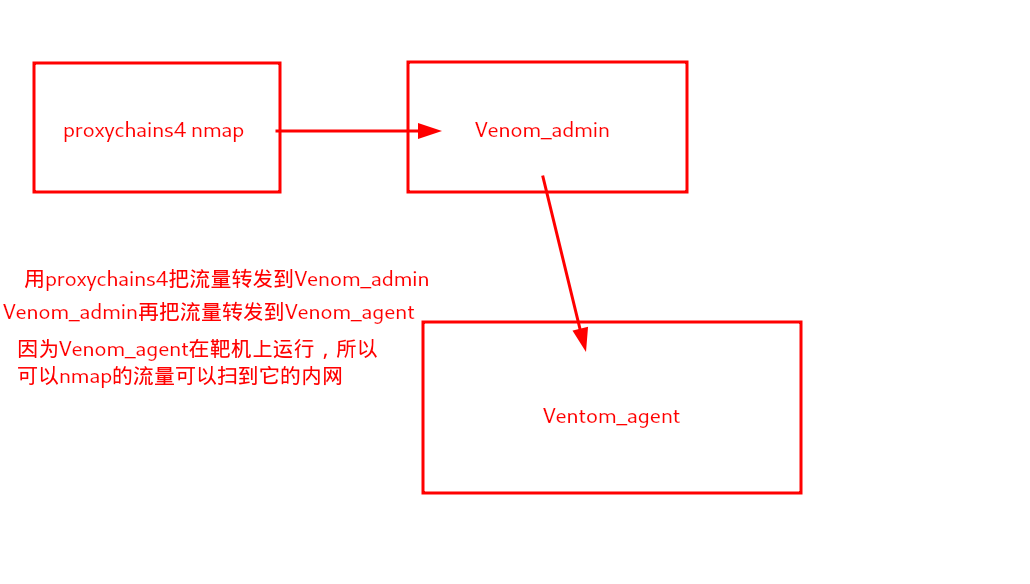 proxychains4 nmap
Venom_admin
用proxychains4把流量转发到Venom_admin
Venom_admin再把流量转发到Venom_agent
因为Venom_agent在靶机上运行，所以
可以nmap的流量可以扫到它的内网
Ventom_agent